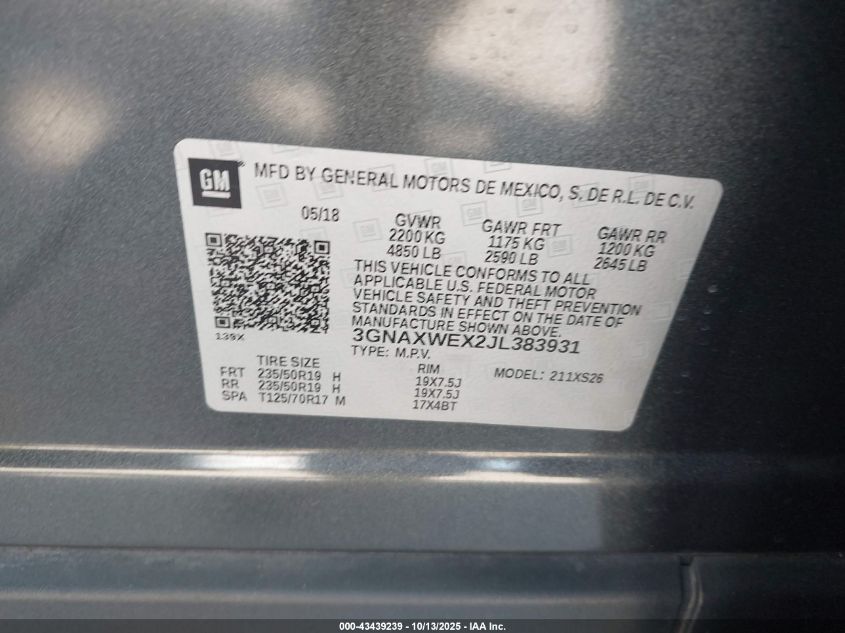 GM
MFD BY GENERAL MOTORS DE MEXICO, S. DE R.L. DE C.V.
05/18
GVWR GAWR FRT GAWR RR
2200 KG 1175 KG 1200 KG
4850 LB 2590 LB 2645 LB
THIS VEHICLE CONFORMS TO ALL
APPLICABLE U.S. FEDERAL MOTOR
VEHICLE SAFETY AND THEFT PREVENTION
STANDARDS IN EFFECT ON THE DATE OF
MANUFACTURE SHOWN ABOVE.
139X
3GNAXWEX2JL383931
TYPE: M.P.V.
MODEL: 211XS26
TIRE SIZE RIM
FRT 235/50R19 H 19X7.5J
RR 235/50R19 H 19X7.5J
SPA T125/70R17 M 17X4BT
000-43439239 - 10/13/2025 - IAA Inc.